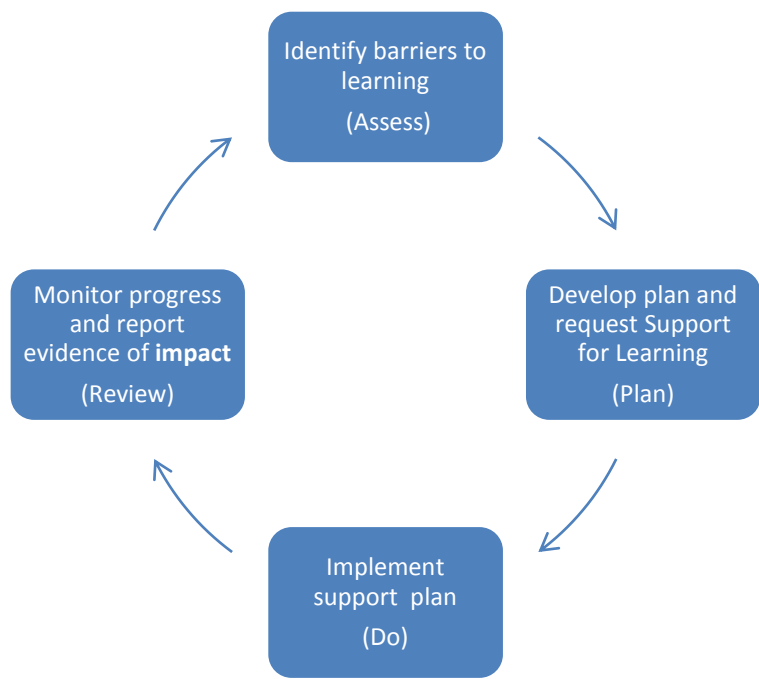 Identify barriers to
learning
(Assess)
Develop plan and
request Support
for Learning
(Plan)
Implement
support plan
(Do)
Monitor progress
and report
evidence of impact
(Review)